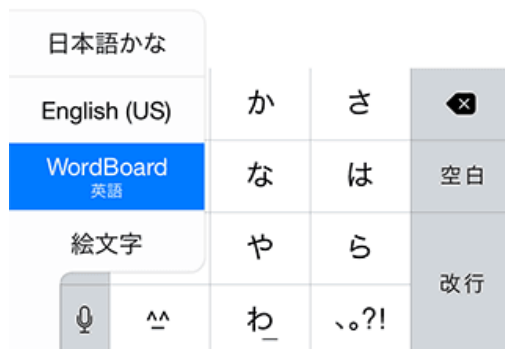 日本語かな
English (US)
か さ
WordBoard
英語
な は 空白
絵文字
や ら
改行
^^ わ_ 、。?!